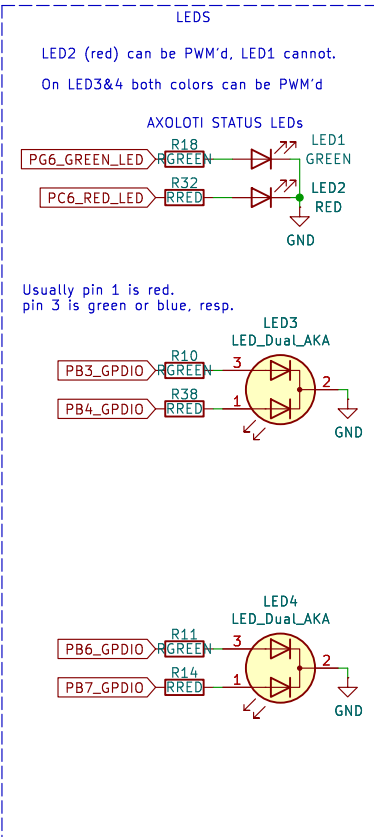 LEDS
LED2 (red) can be PWM'd, LED1 cannot.
On LED3&4 both colors can be PWM'd
AXOLOTI STATUS LEDs
R18
LED1
PG6_GREEN_LED
RGREEN
GREEN
R32
LED2
PC6_RED_LED
RRED
RED
GND
Usually pin 1 is red.
pin 3 is green or blue, resp.
LED3
LED_Dual_AKA
R10
PB3_GPDIO
RGREEN
3
2
R38
PB4_GPDIO
RRED
1
GND
LED4
LED_Dual_AKA
R11
PB6_GPDIO
RGREEN
3
2
R14
PB7_GPDIO
RRED
1
GND